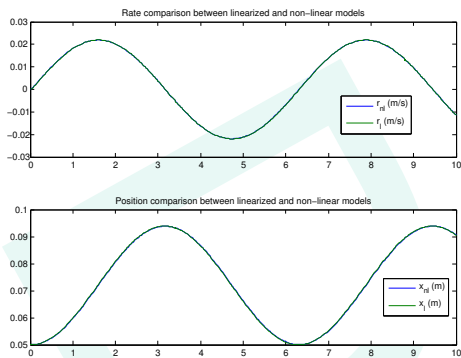 Rate comparison between linearized and non−linear models
0.03
0.02
0.01
0
−0.01
−0.02
−0.03
r_nl (m/s)
r_l (m/s)
0 1 2 3 4 5 6 7 8 9 10
Position comparison between linearized and non−linear models
0.1
0.09
0.08
0.07
0.06
0.05
x_nl (m)
x_l (m)
0 1 2 3 4 5 6 7 8 9 10